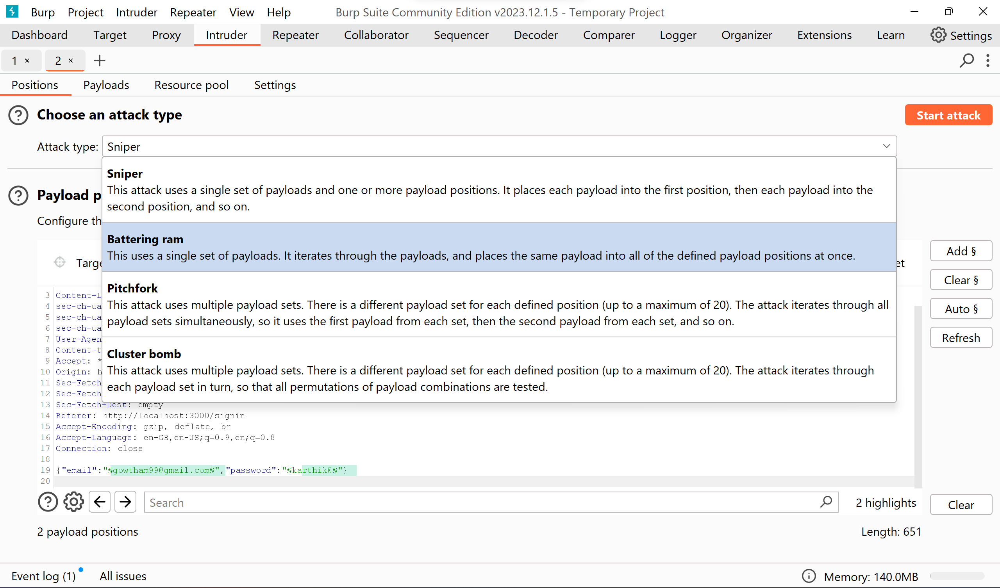 Burp Project Intruder Repeater View Help Burp Suite Community Edition v2023.12.1.5 - Temporary Project
Dashboard Target Proxy Intruder Repeater Collaborator Sequencer Decoder Comparer Logger Organizer Extensions Learn Settings
1 × 2 × +
Positions Payloads Resource pool Settings
? Choose an attack type Start attack
Attack type: Sniper
Sniper
This attack uses a single set of payloads and one or more payload positions. It places each payload into the first position, then each payload into the
second position, and so on.
? Payload p
Configure th
Battering ram
This uses a single set of payloads. It iterates through the payloads, and places the same payload into all of the defined payload positions at once.
Targe et
Add §
Clear §
Auto §
Refresh
Pitchfork
This attack uses multiple payload sets. There is a different payload set for each defined position (up to a maximum of 20). The attack iterates through all
payload sets simultaneously, so it uses the first payload from each set, then the second payload from each set, and so on.
Cluster bomb
This attack uses multiple payload sets. There is a different payload set for each defined position (up to a maximum of 20). The attack iterates through
each payload set in turn, so that all permutations of payload combinations are tested.
3 Content-L
4 sec-ch-ua
5 sec-ch-ua
6 sec-ch-ua
7 User-Agen
8 Content-t
9 Accept: *
10 Origin: h
11 Sec-Fetch
12 Sec-Fetch
13 Sec-Fetch-Dest: empty
14 Referer: http://localhost:3000/signin
15 Accept-Encoding: gzip, deflate, br
16 Accept-Language: en-GB,en-US;q=0.9,en;q=0.8
17 Connection: close
18
19 {"email":"§gowtham99@gmail.com§","password":"§karthik@§"}
20
? Search 2 highlights Clear
2 payload positions Length: 651
Event log (1) All issues Memory: 140.0MB